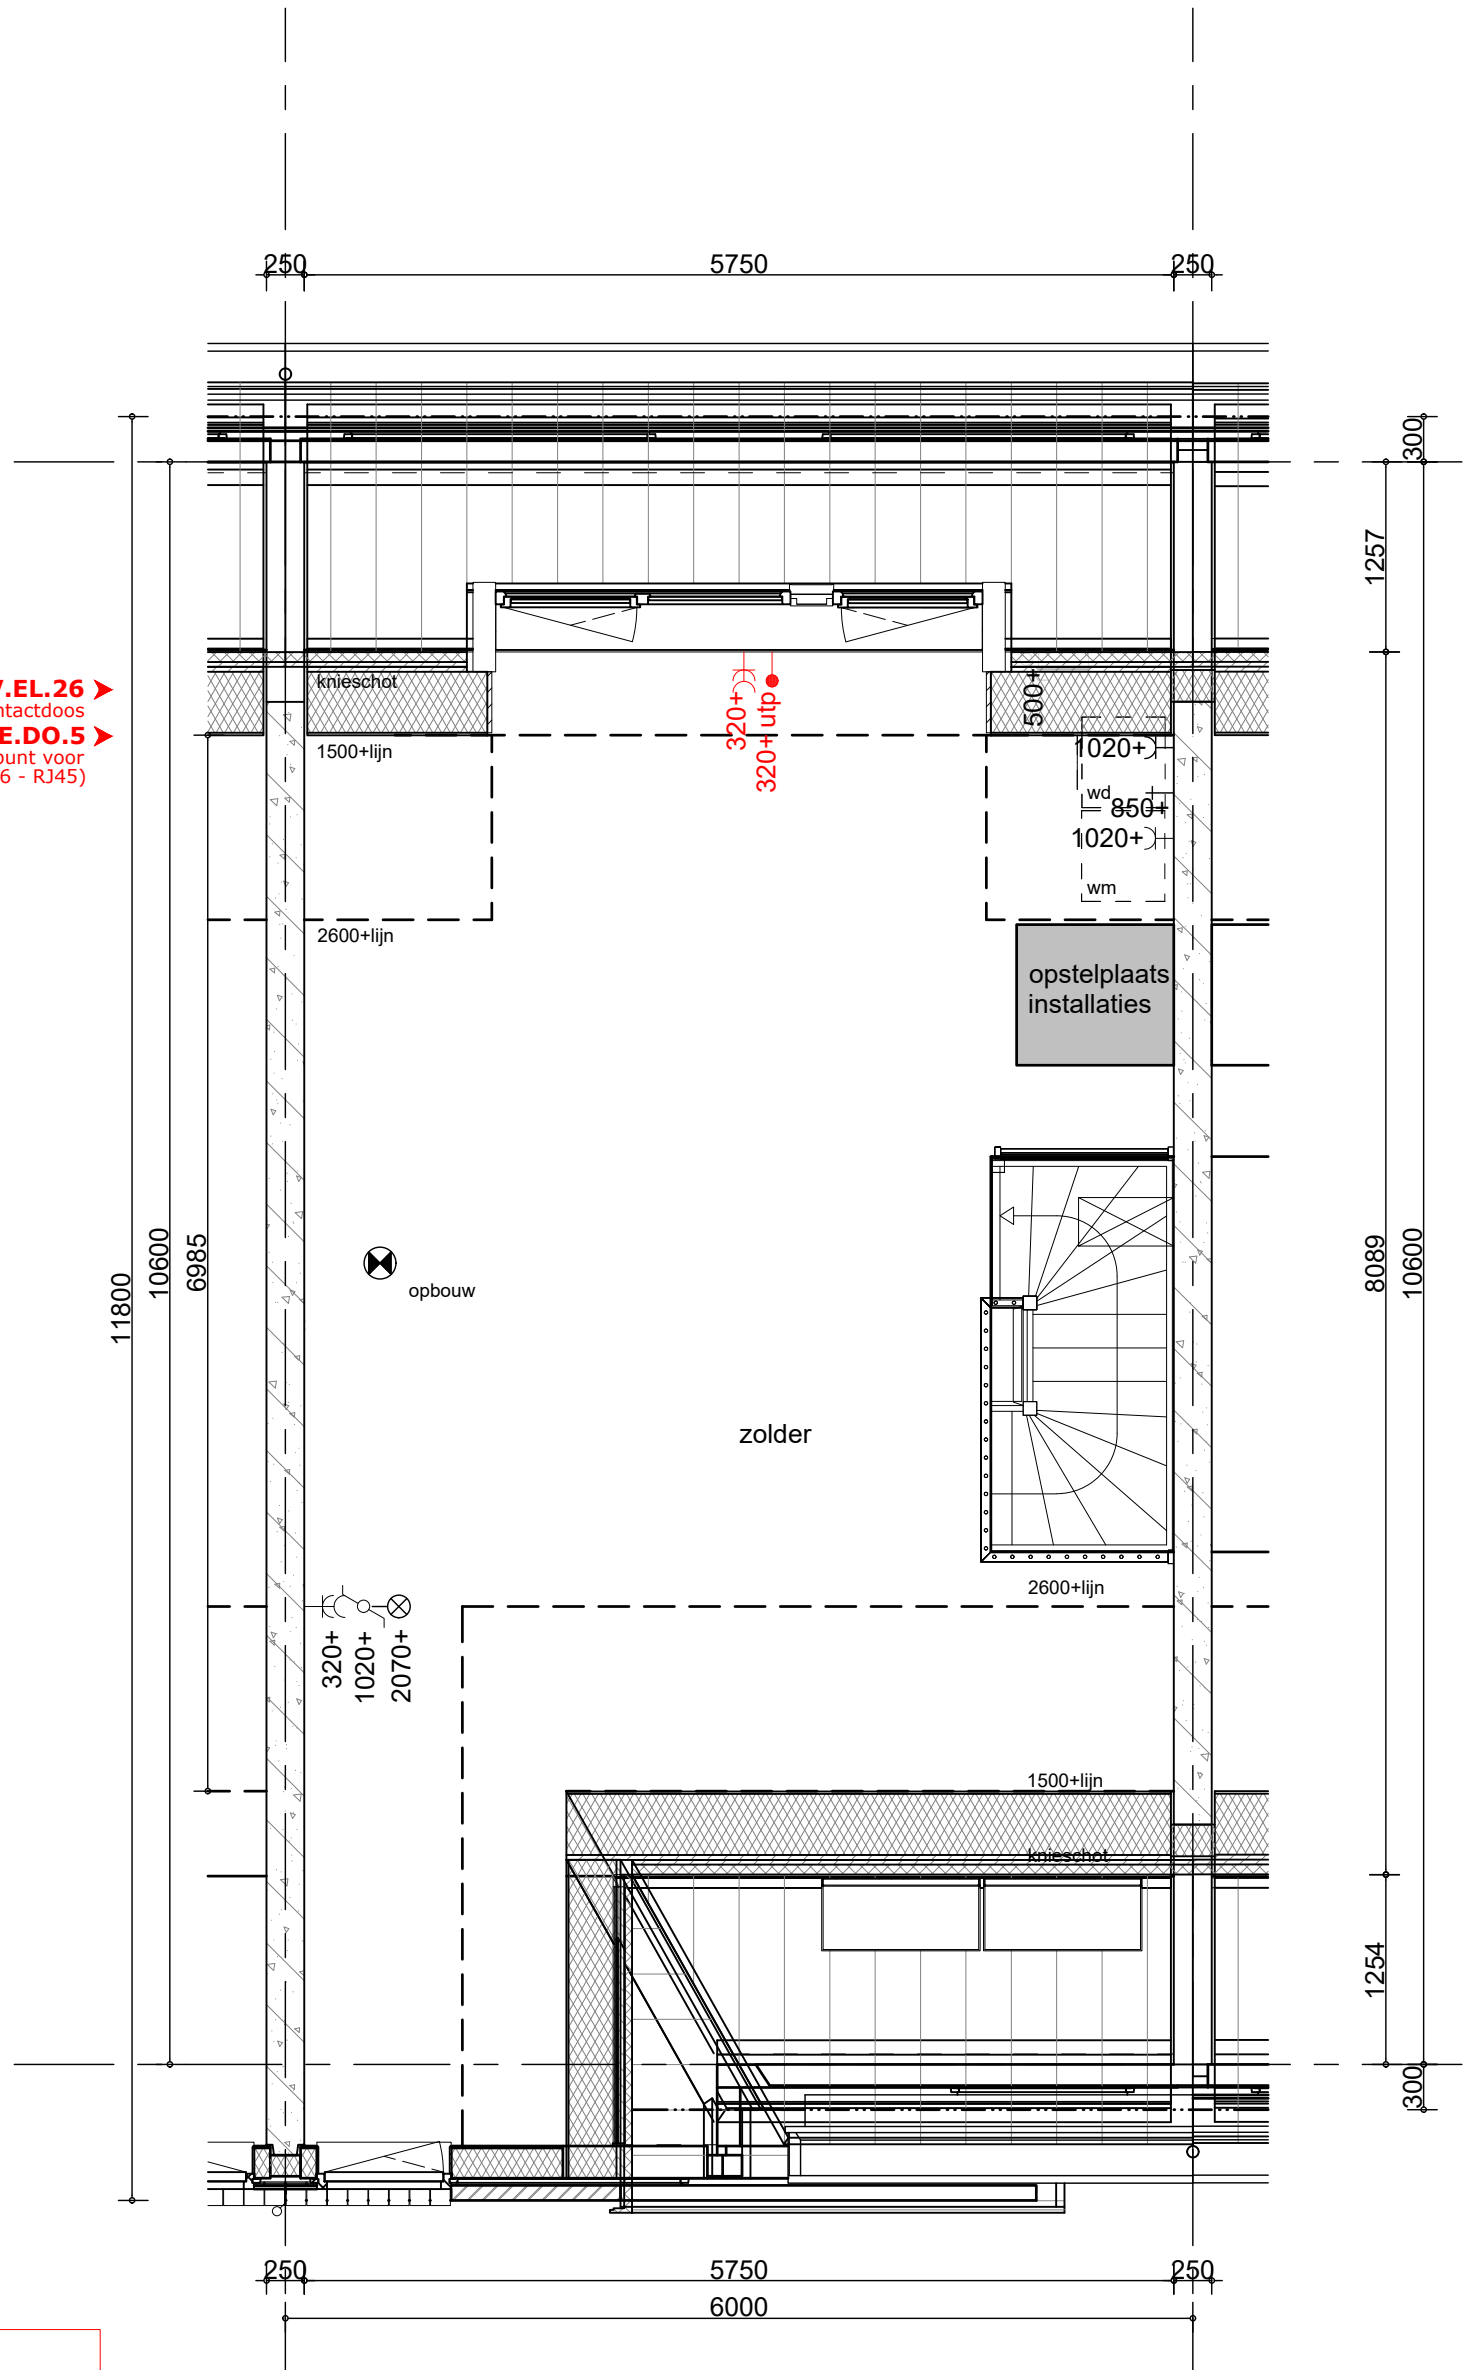 250
5750
250
300
1257
knieschot
500+
.EL.26
ntactdoos
E.DO.5
punt voor
6 - RJ45)
320+
320+ utp
1500+lijn
1020+
wd
850+
1020+
wm
2600+lijn
opstelplaats
installaties
11800
10600
6985
8089
10600
opbouw
zolder
2600+lijn
320+
1020+
2070+
1500+lijn
knieschot
1254
300
250
5750
250
6000